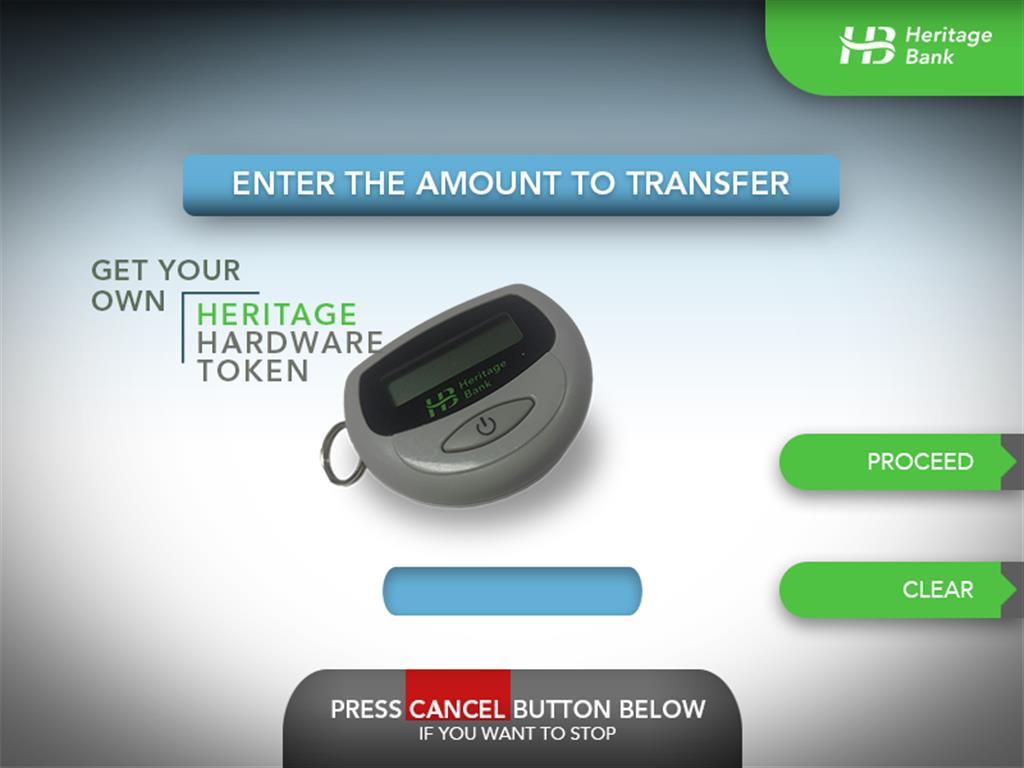 Heritage
Bank
ENTER THE AMOUNT TO TRANSFER
GET YOUR
OWN
HERITAGE
HARDWARE
TOKEN
HB Heritage
Bank
PROCEED
CLEAR
PRESS CANCEL BUTTON BELOW
IF YOU WANT TO STOP